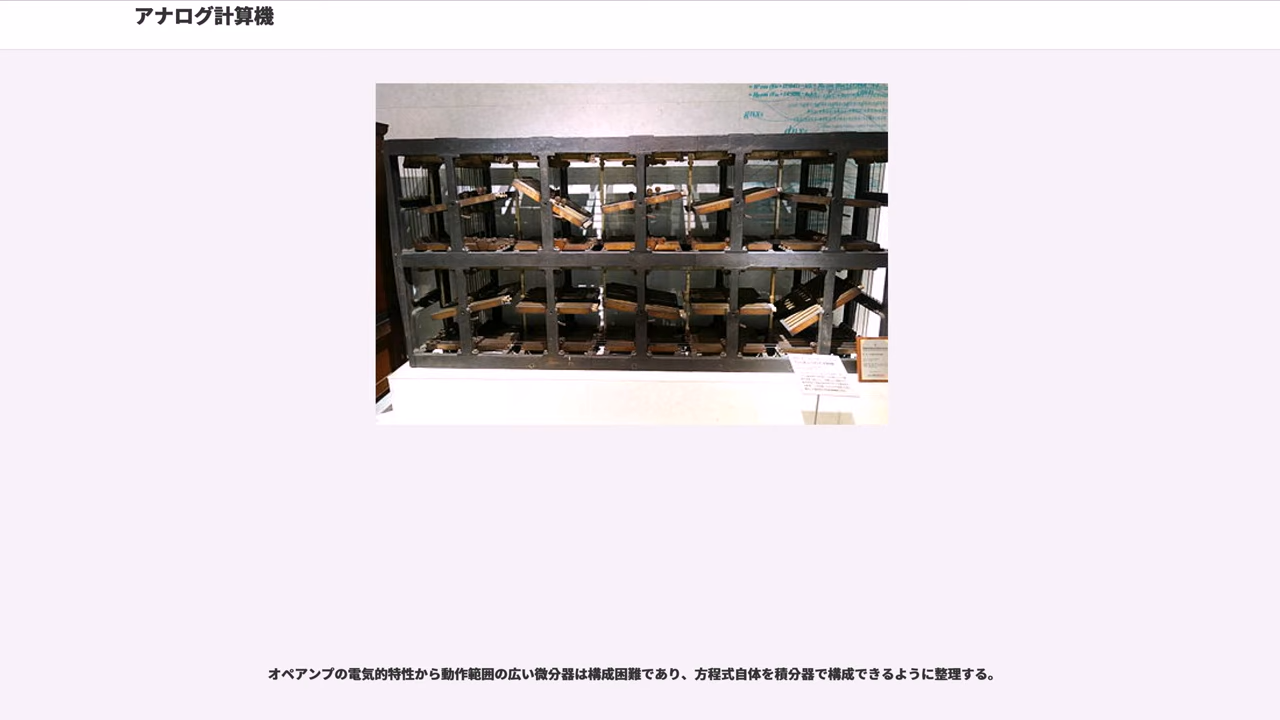 アナログ計算機
オペアンプの電気的特性から動作範囲の広い微分器は構成困難であり、方程式自体を積分器で構成できるように整理する。